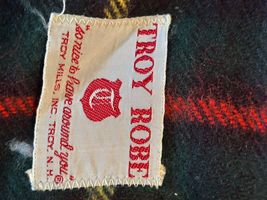 TROY ROBE
T
"so nice to have around you"®
TROY MILLS, INC. TROY, N. H.